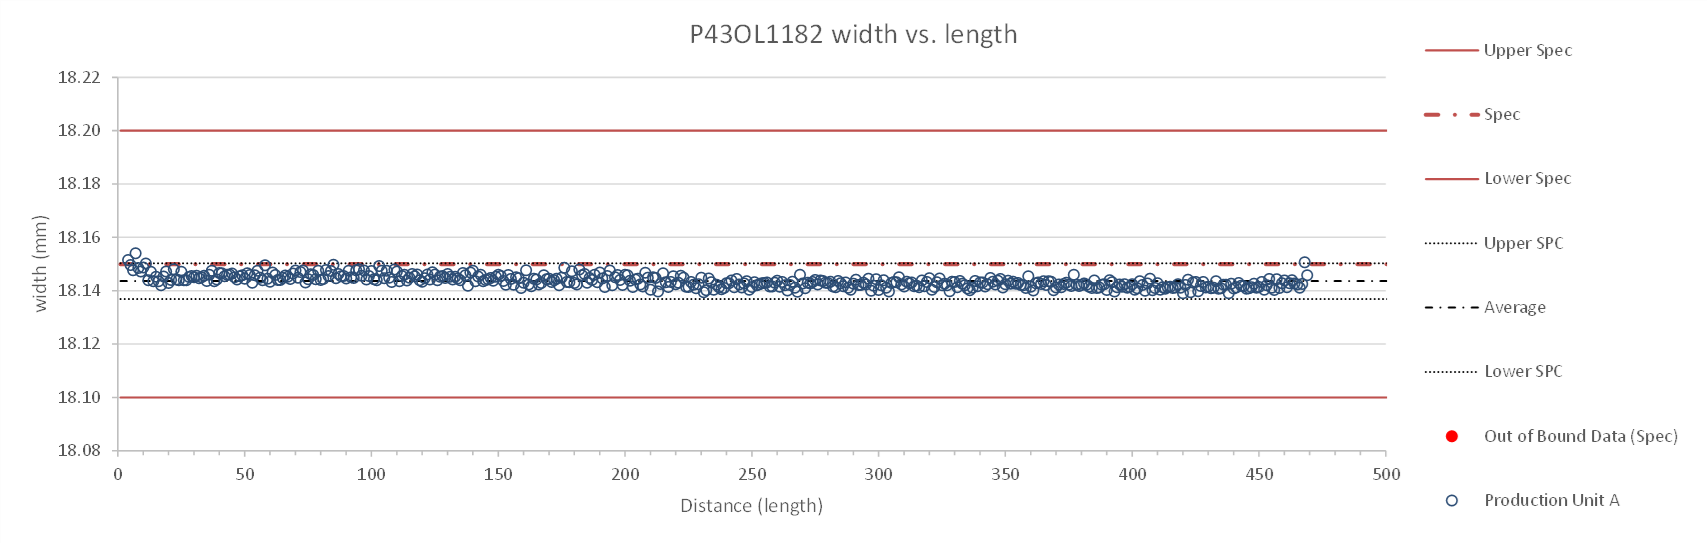 P43OL1182 width vs. length
18.22
18.20
18.18
18.16
18.14
18.12
18.10
18.08
width (mm)
0 50 100 150 200 250 300 350 400 450 500
Distance (length)
Upper Spec
Spec
Lower Spec
Upper SPC
Average
Lower SPC
Out of Bound Data (Spec)
Production Unit A